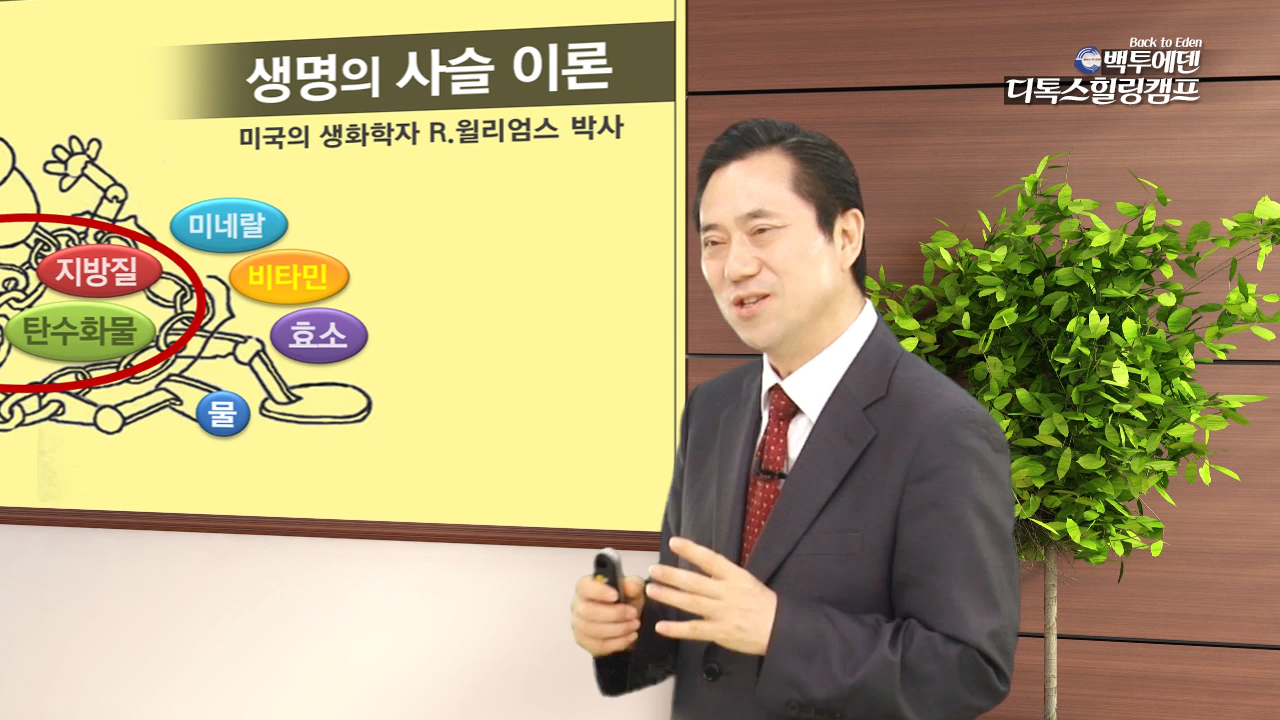 생명의 사슬 이론
미국의 생화학자 R.윌리엄스 박사
미네랄
지방질
비타민
탄수화물
효소
물
Back to Eden
백투에덴
디톡스힐링캠프